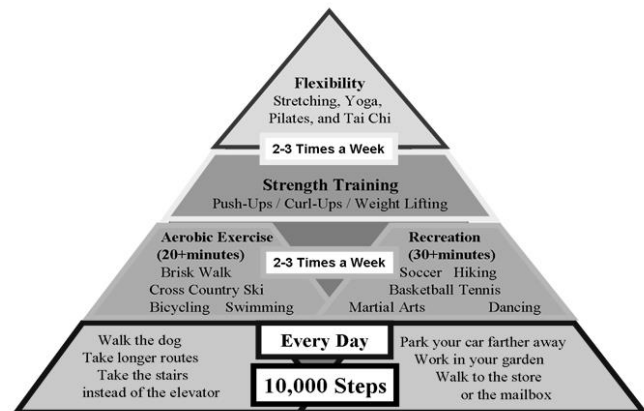 Flexibility
Stretching, Yoga,
Pilates, and Tai Chi
2-3 Times a Week
Strength Training
Push-Ups / Curl-Ups / Weight Lifting
Aerobic Exercise
(20+minutes)
Brisk Walk
Cross Country Ski
Bicycling Swimming
2-3 Times a Week
Recreation
(30+minutes)
Soccer Hiking
Basketball Tennis
Martial Arts Dancing
Walk the dog
Take longer routes
Take the stairs
instead of the elevator
Every Day
10,000 Steps
Park your car farther away
Work in your garden
Walk to the store
or the mailbox